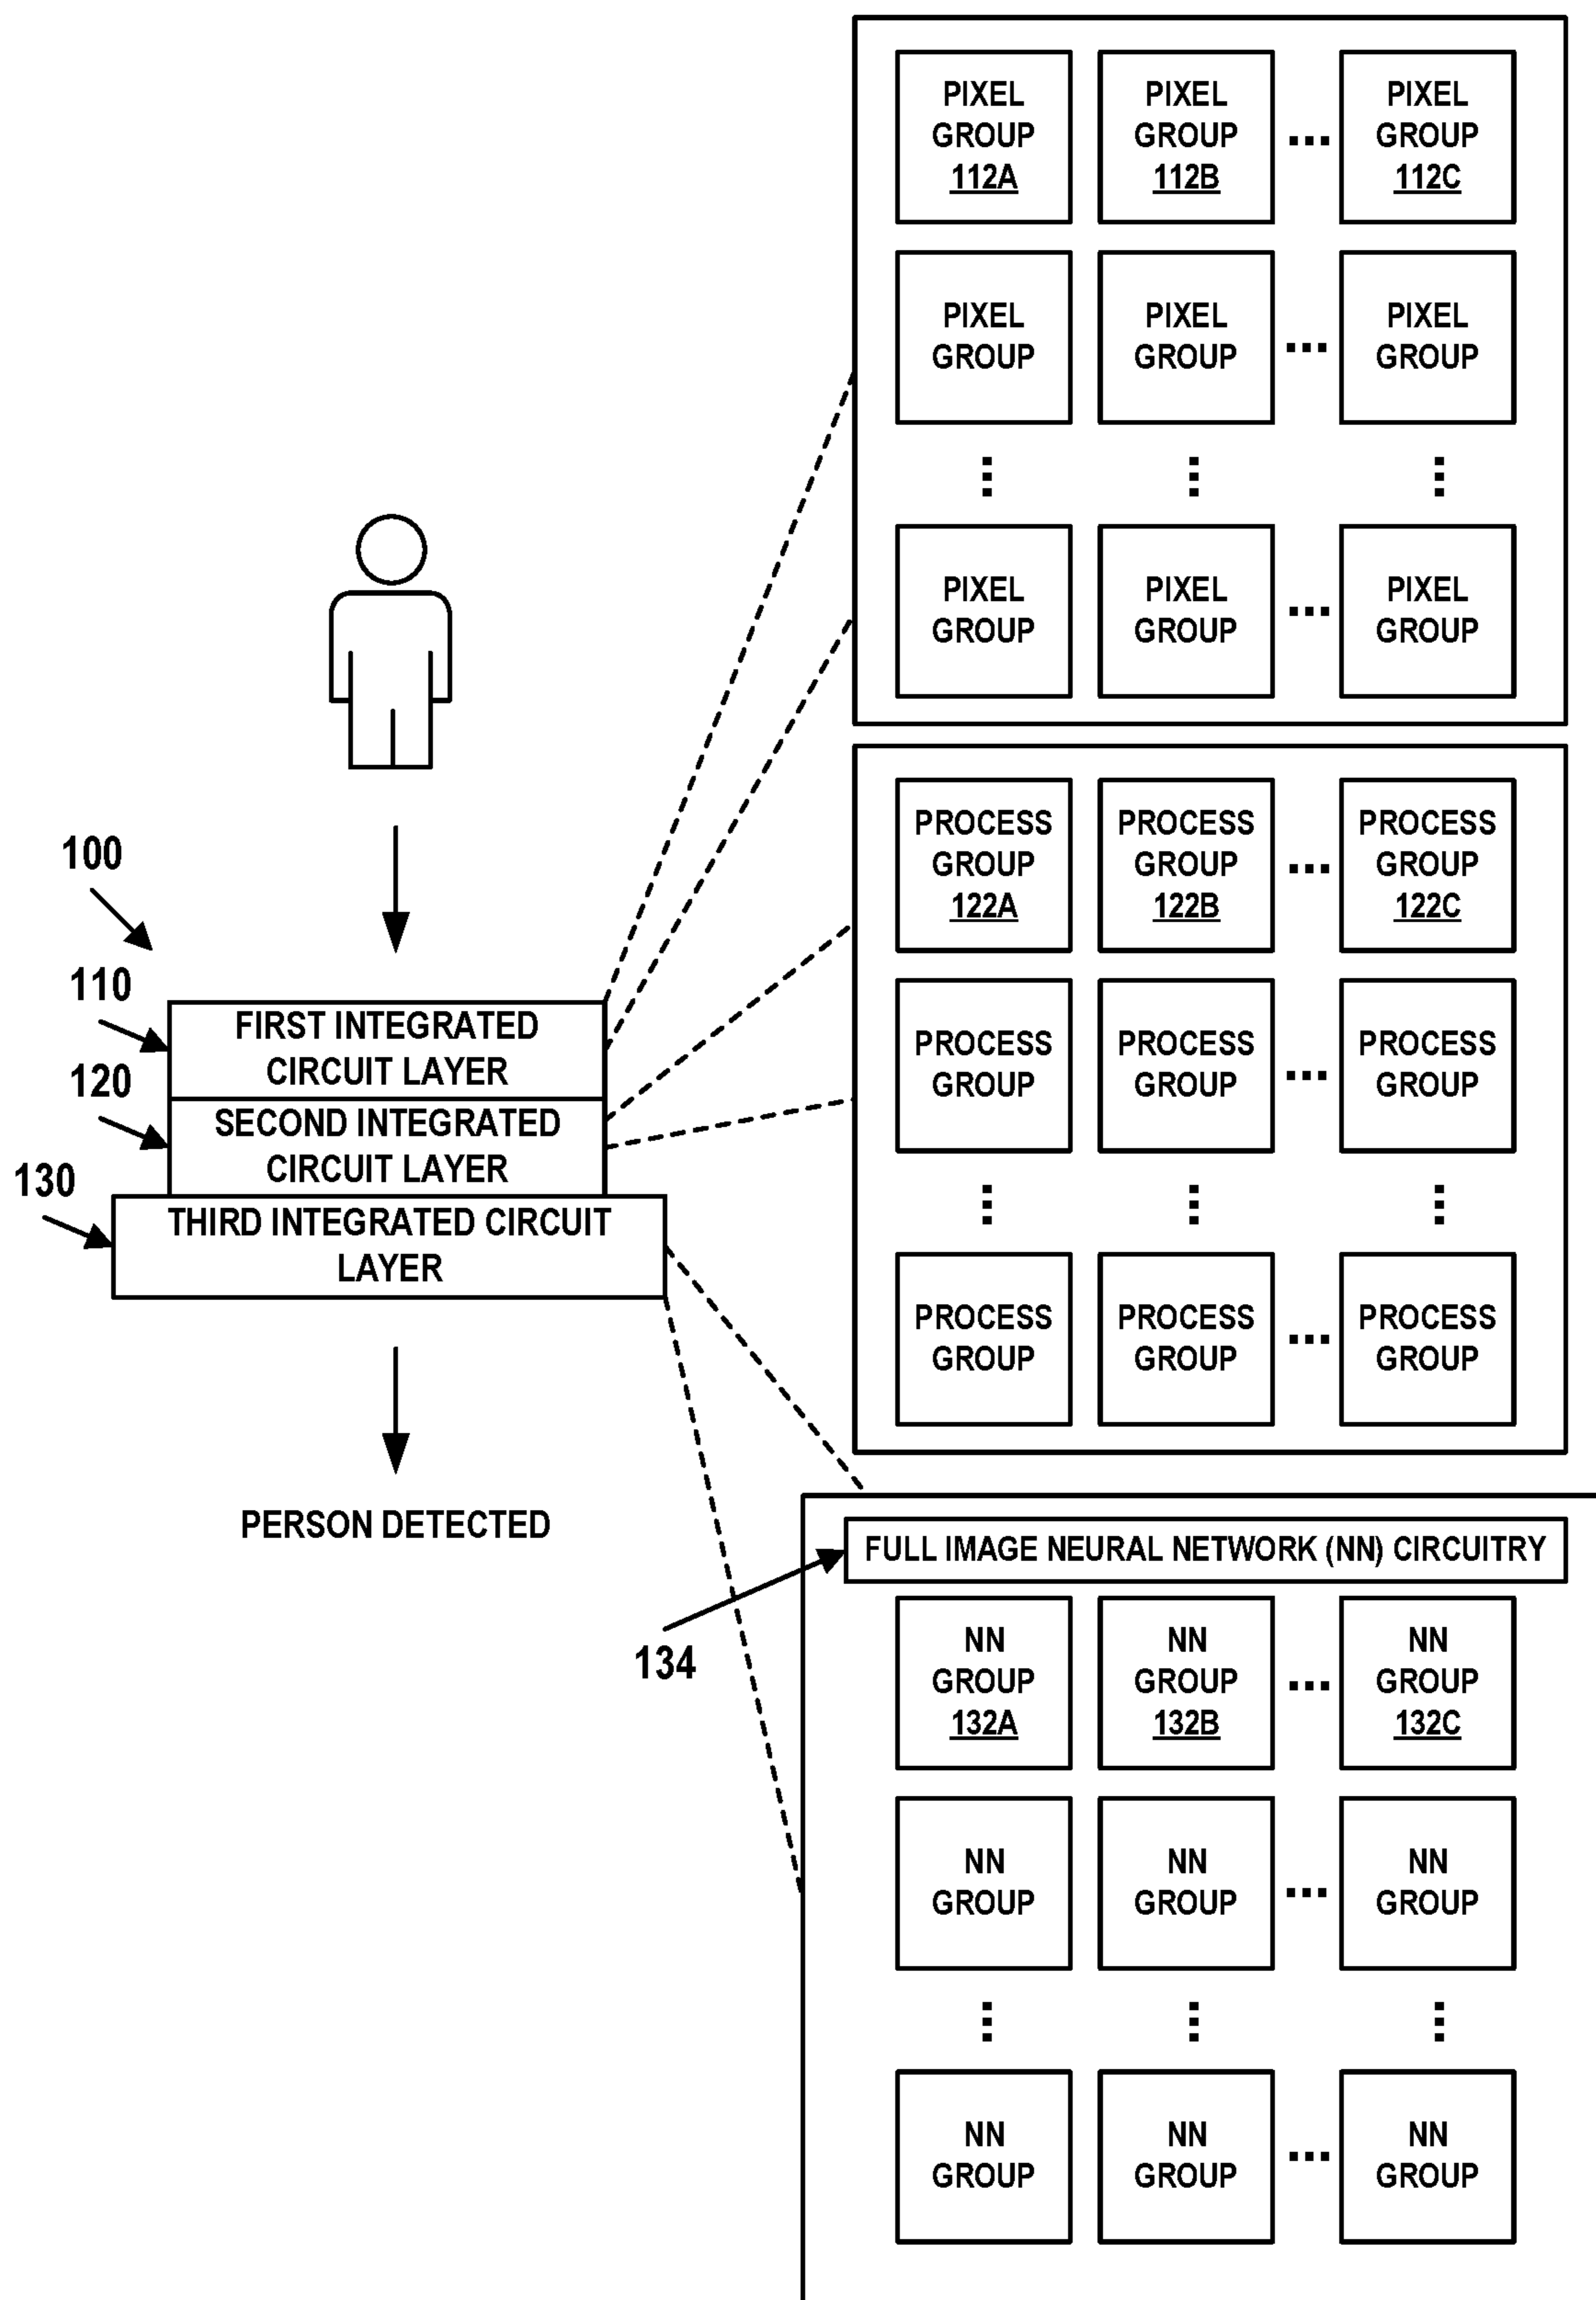 PIXEL GROUP 112A
PIXEL GROUP 112B
...
PIXEL GROUP 112C
PIXEL GROUP
PIXEL GROUP
...
PIXEL GROUP
PIXEL GROUP
PIXEL GROUP
...
PIXEL GROUP
100
110
FIRST INTEGRATED
CIRCUIT LAYER
120
SECOND INTEGRATED
CIRCUIT LAYER
130
THIRD INTEGRATED CIRCUIT
LAYER
PERSON DETECTED
PROCESS GROUP 122A
PROCESS GROUP 122B
...
PROCESS GROUP 122C
PROCESS GROUP
PROCESS GROUP
...
PROCESS GROUP
PROCESS GROUP
PROCESS GROUP
...
PROCESS GROUP
134
FULL IMAGE NEURAL NETWORK (NN) CIRCUITRY
NN GROUP 132A
NN GROUP 132B
...
NN GROUP 132C
NN GROUP
NN GROUP
...
NN GROUP
NN GROUP
NN GROUP
...
NN GROUP